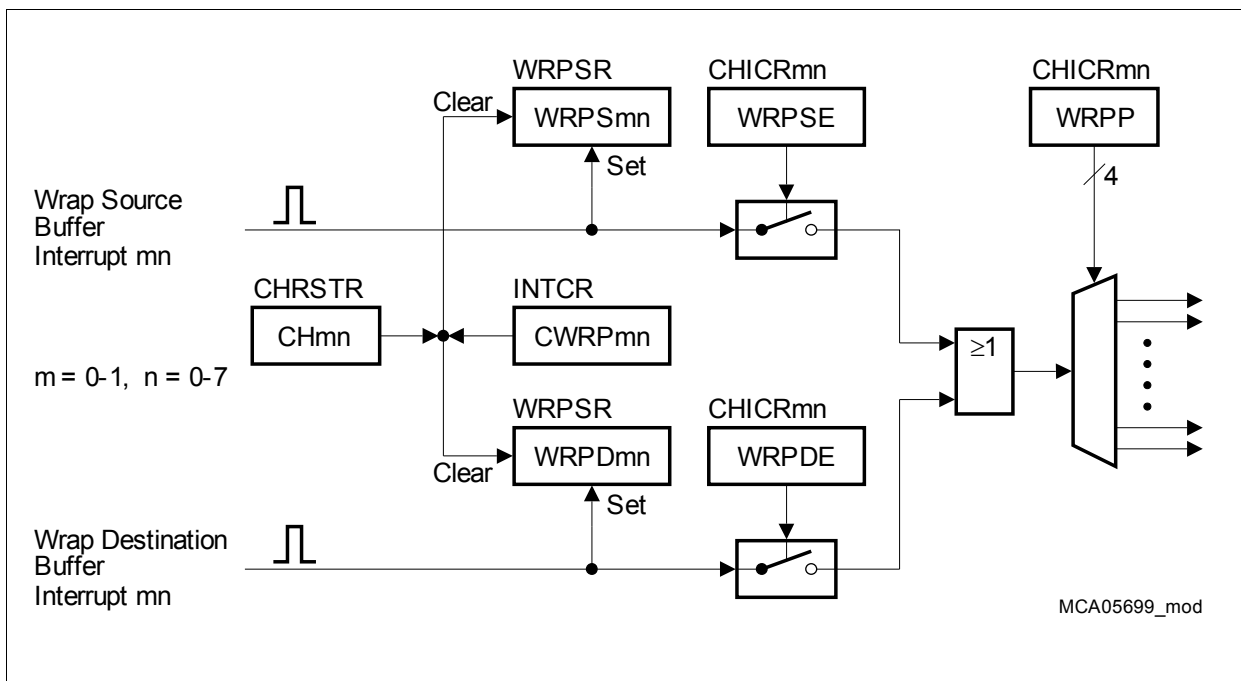 WRPSR
CHICRmn
CHICRmn
Clear
WRPSmn
WRPSE
WRPP
Set
4
Wrap Source
Buffer
Interrupt mn
CHRSTR
INTCR
CHmn
CWRPmn
≥1
m = 0-1, n = 0-7
WRPSR
CHICRmn
WRPDmn
WRPDE
Clear
Set
Wrap Destination
Buffer
Interrupt mn
MCA05699_mod